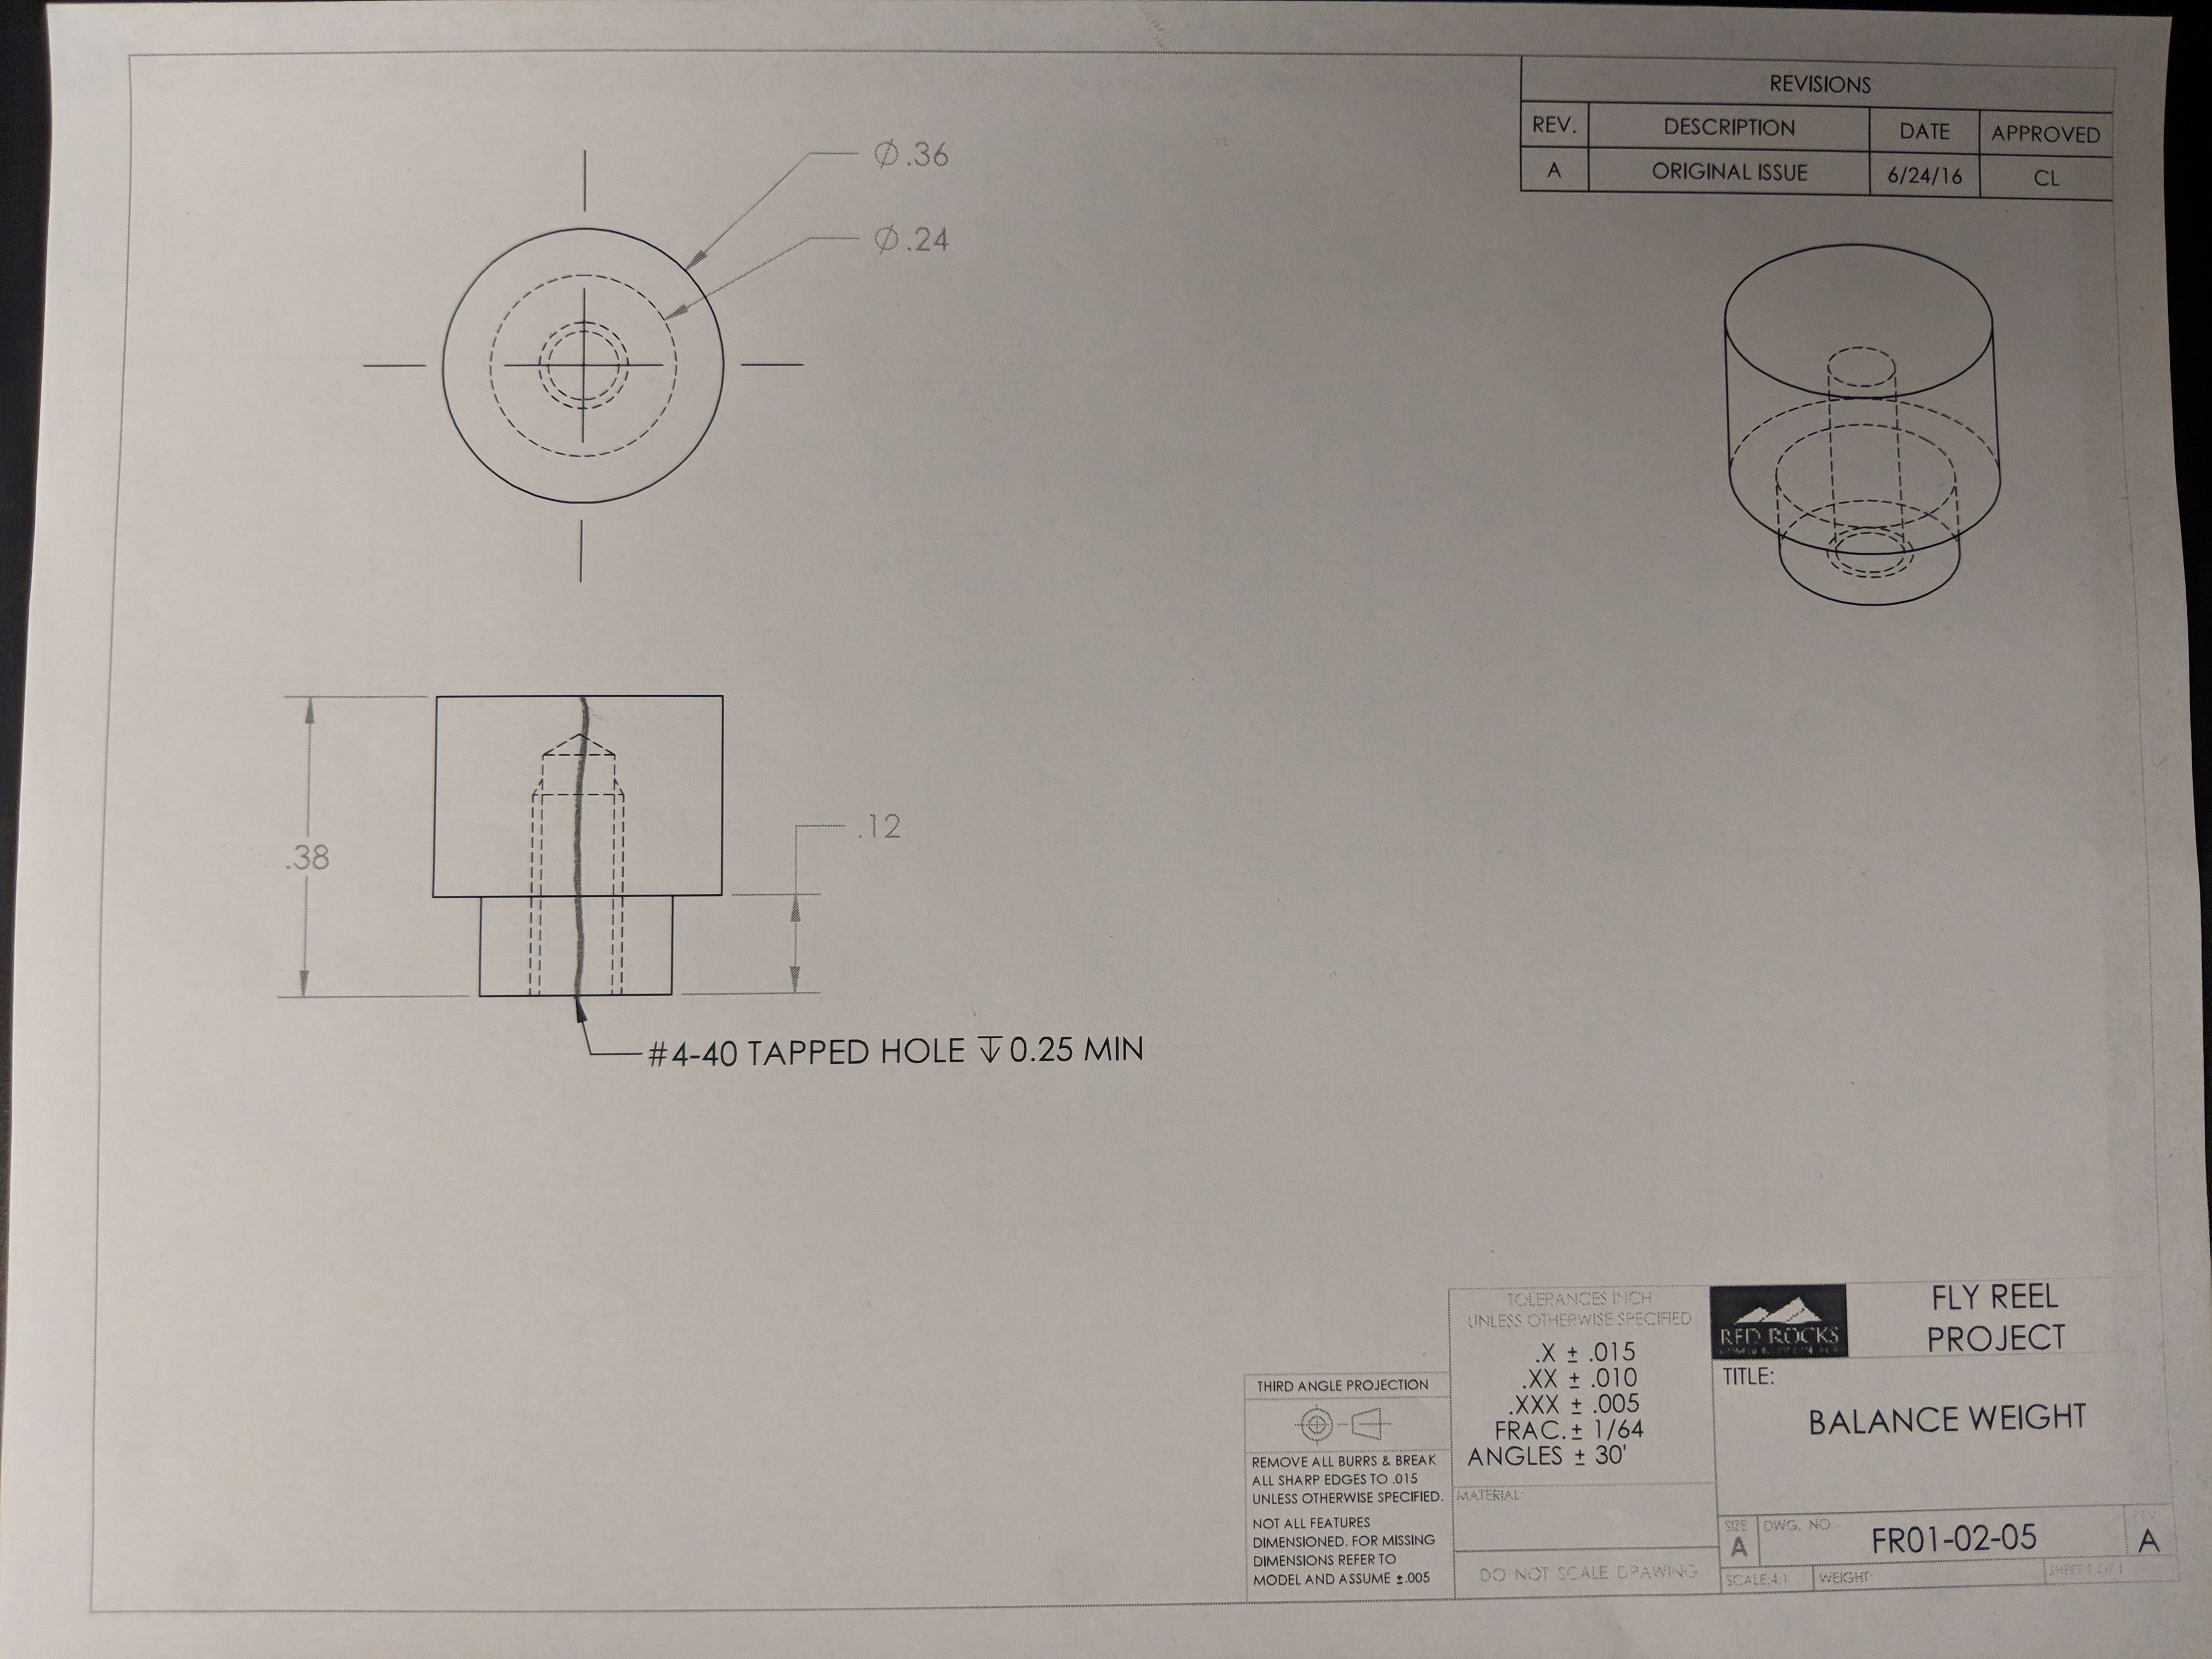 REVISIONS
REV. DESCRIPTION DATE APPROVED
A ORIGINAL ISSUE 6/24/16 CL
Ø.36
Ø.24
.38
.12
#4-40 TAPPED HOLE ↧ 0.25 MIN
THIRD ANGLE PROJECTION
REMOVE ALL BURRS & BREAK
ALL SHARP EDGES TO .015
UNLESS OTHERWISE SPECIFIED.
NOT ALL FEATURES
DIMENSIONED. FOR MISSING
DIMENSIONS REFER TO
MODEL AND ASSUME ±.005
TOLERANCES INCH
UNLESS OTHERWISE SPECIFIED
.X ± .015
.XX ± .010
.XXX ± .005
FRAC.± 1/64
ANGLES ± 30'
MATERIAL:
DO NOT SCALE DRAWING
RED ROCKS
FLY REEL
PROJECT
TITLE:
BALANCE WEIGHT
SIZE
A
DWG. NO.
FR01-02-05
REV
A
SCALE:4:1
WEIGHT:
SHEET 1 OF 1